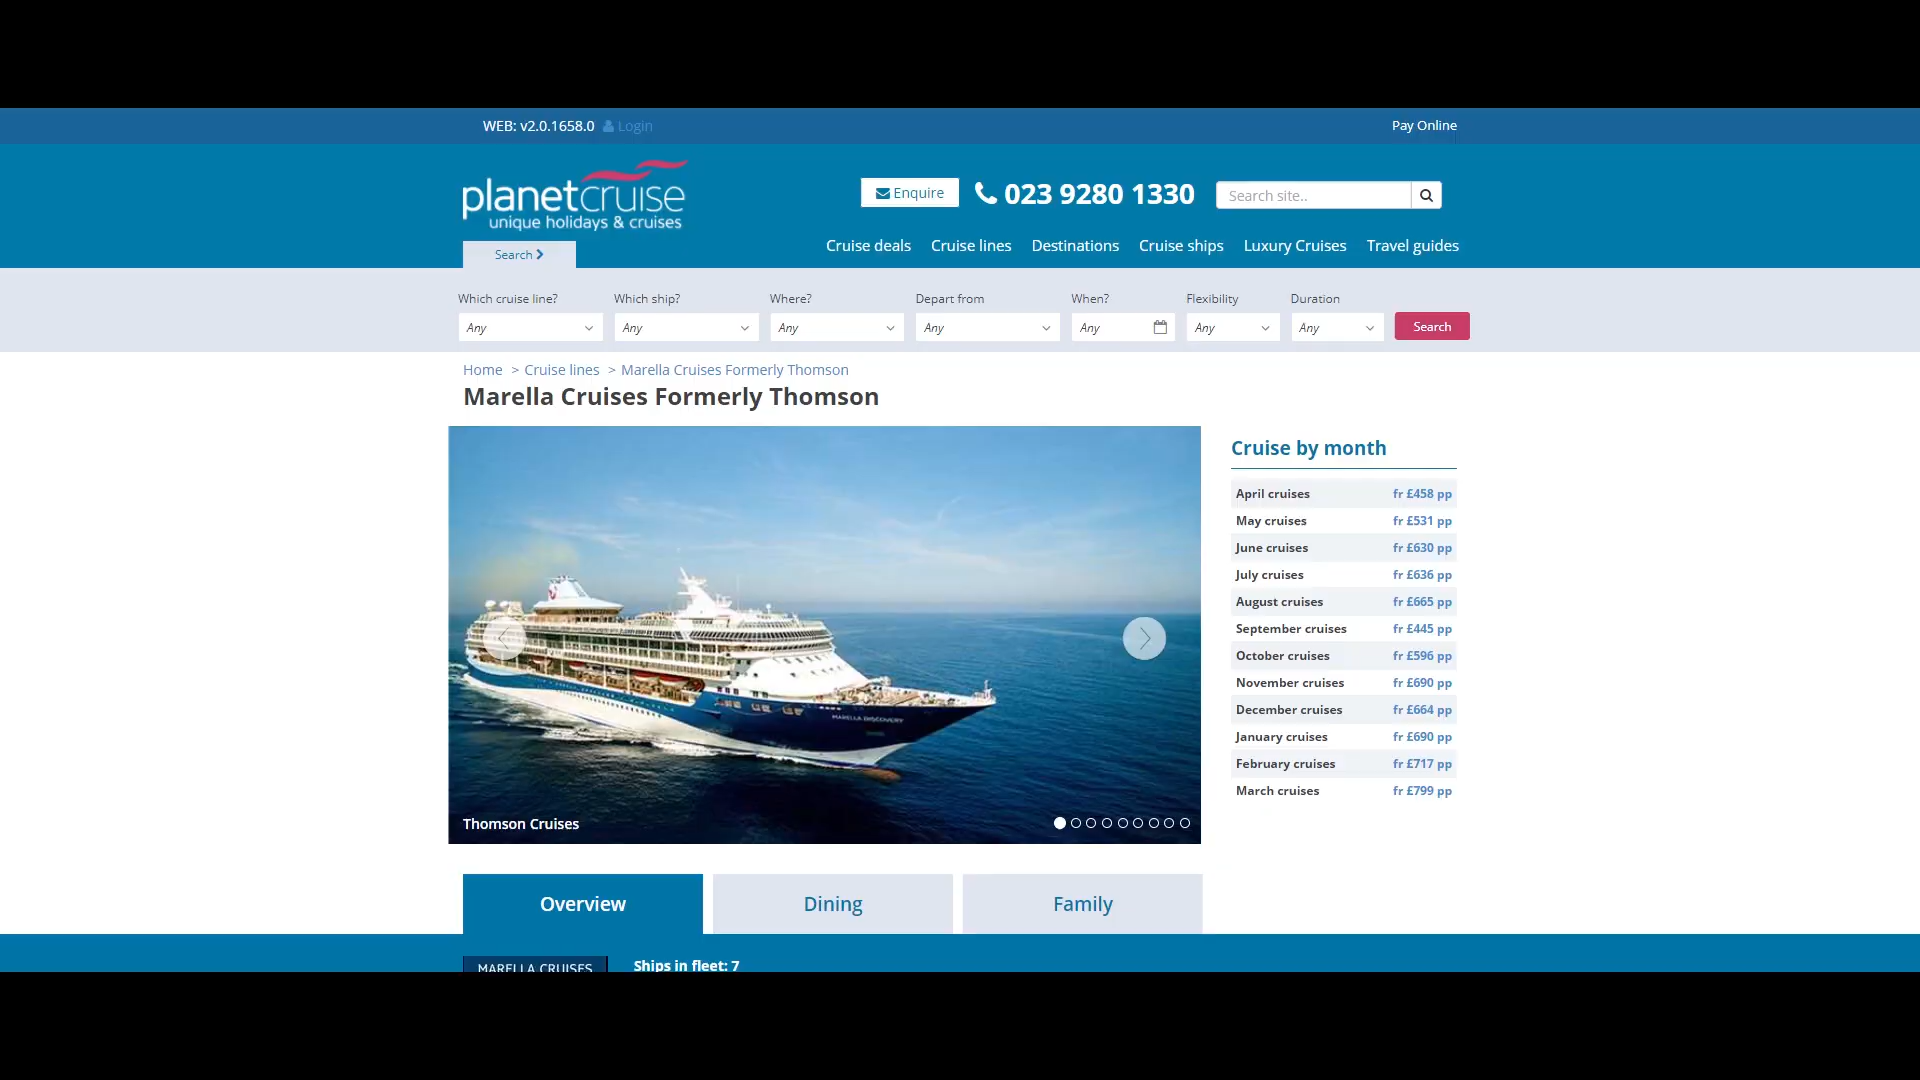 WEB: v2.0.1658.0 Login Pay Online
planetcruise
unique holidays & cruises
Enquire 023 9280 1330 Search site..
Search
Cruise deals Cruise lines Destinations Cruise ships Luxury Cruises Travel guides
Which cruise line? Which ship? Where? Depart from When? Flexibility Duration
Any Any Any Any Any Any Any Search
Home > Cruise lines > Marella Cruises Formerly Thomson
Marella Cruises Formerly Thomson
MARELLA DISCOVERY
Thomson Cruises
Cruise by month
April cruises fr £458 pp
May cruises fr £531 pp
June cruises fr £630 pp
July cruises fr £636 pp
August cruises fr £665 pp
September cruises fr £445 pp
October cruises fr £596 pp
November cruises fr £690 pp
December cruises fr £664 pp
January cruises fr £690 pp
February cruises fr £717 pp
March cruises fr £799 pp
Overview Dining Family
MARELLA CRUISES Ships in fleet: 7